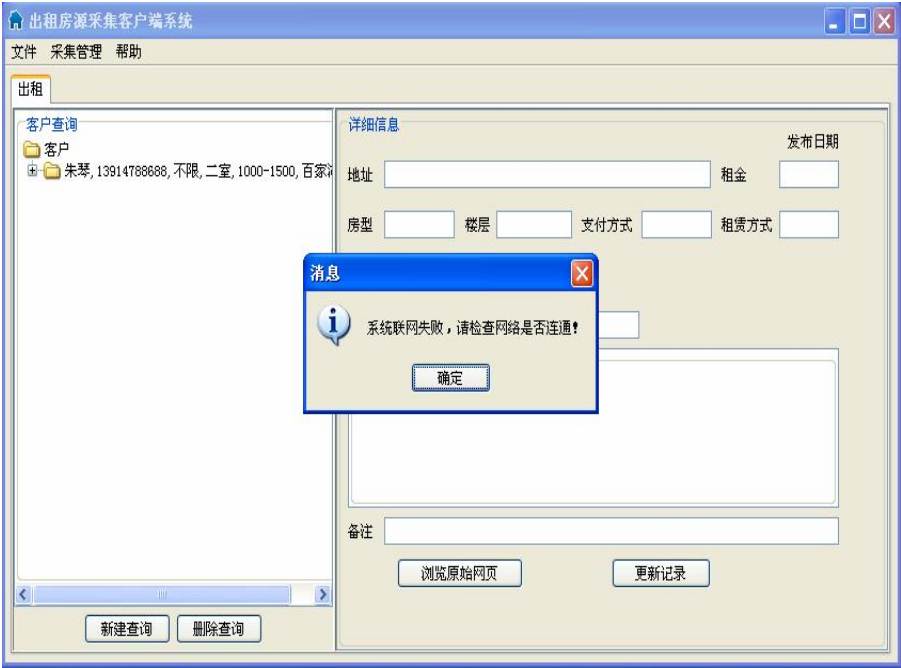 出租房源采集客户端系统
文件 采集管理 帮助
出租
客户查询
客户
朱琴,13914788688,不限,二室,1000-1500,百家
详细信息
发布日期
地址 租金
房型 楼层 支付方式 租赁方式
消息
系统联网失败，请检查网络是否连通!
确定
备注
浏览原始网页 更新记录
新建查询 删除查询